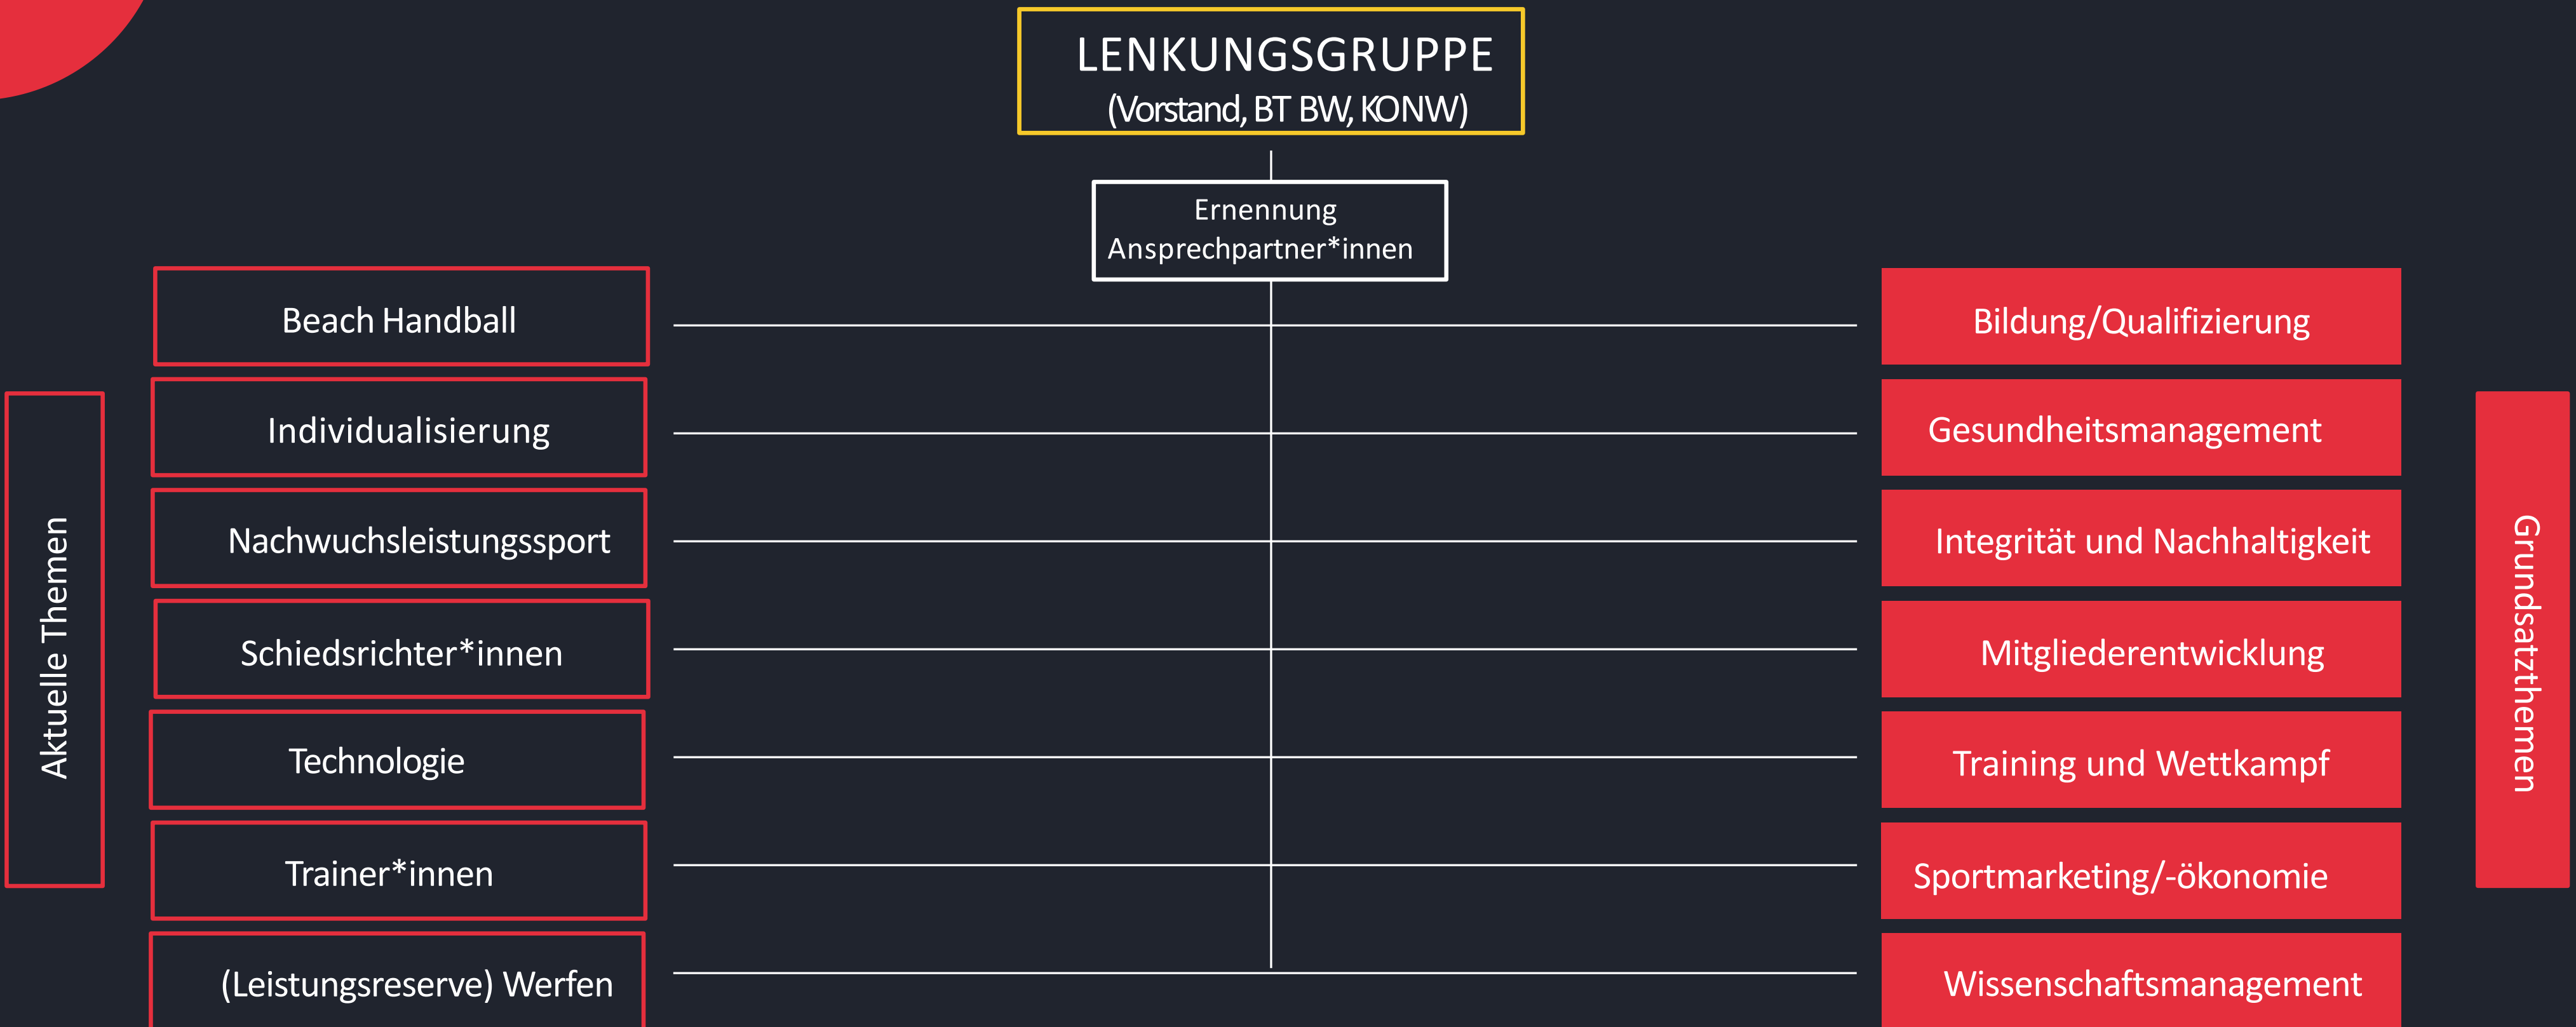 LENKUNGSGRUPPE
(Vorstand, BT BW, KONW)
Ernennung
Ansprechpartner*innen
Aktuelle Themen
Beach Handball
Individualisierung
Nachwuchsleistungssport
Schiedsrichter*innen
Technologie
Trainer*innen
(Leistungsreserve) Werfen
Bildung/Qualifizierung
Gesundheitsmanagement
Integrität und Nachhaltigkeit
Mitgliederentwicklung
Training und Wettkampf
Sportmarketing/-ökonomie
Wissenschaftsmanagement
Grundsatzthemen